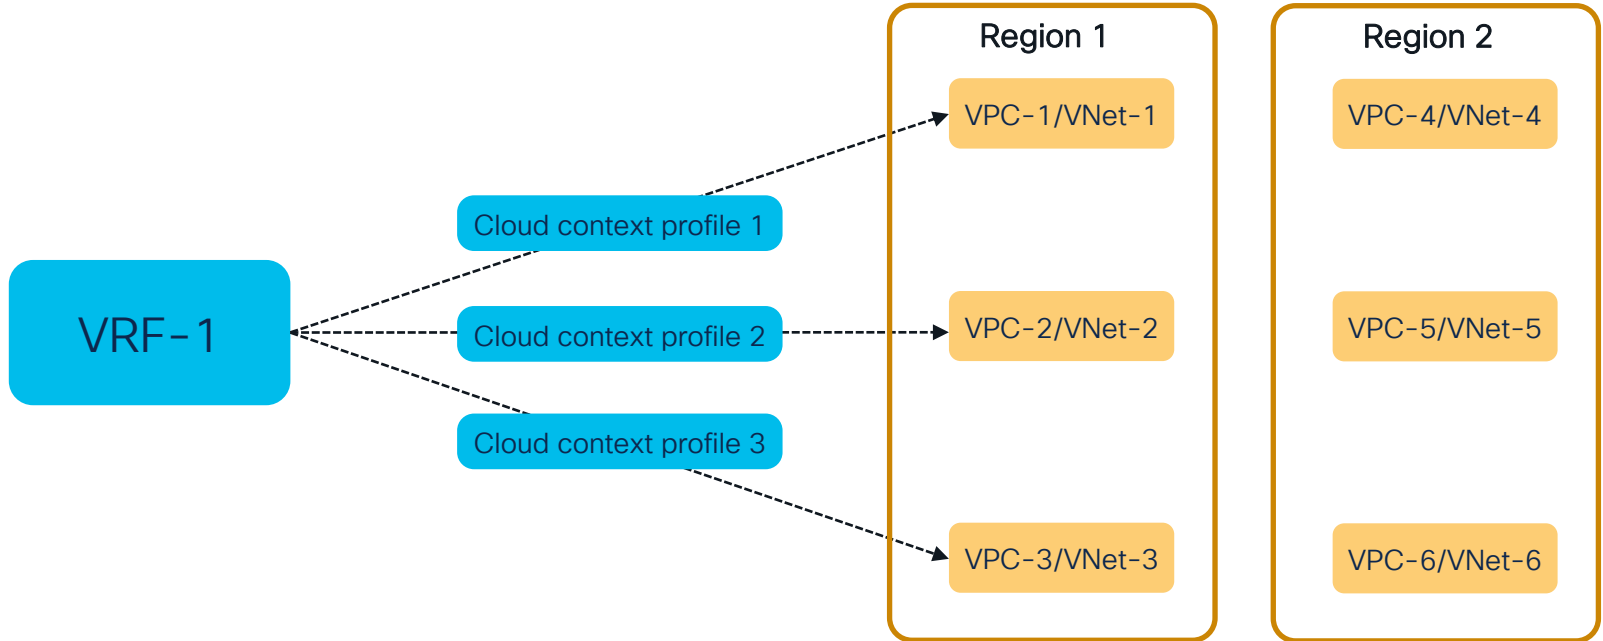 Region 1
Region 2
VPC-1/VNet-1
VPC-4/VNet-4
Cloud context profile 1
VRF-1
Cloud context profile 2
VPC-2/VNet-2
VPC-5/VNet-5
Cloud context profile 3
VPC-3/VNet-3
VPC-6/VNet-6